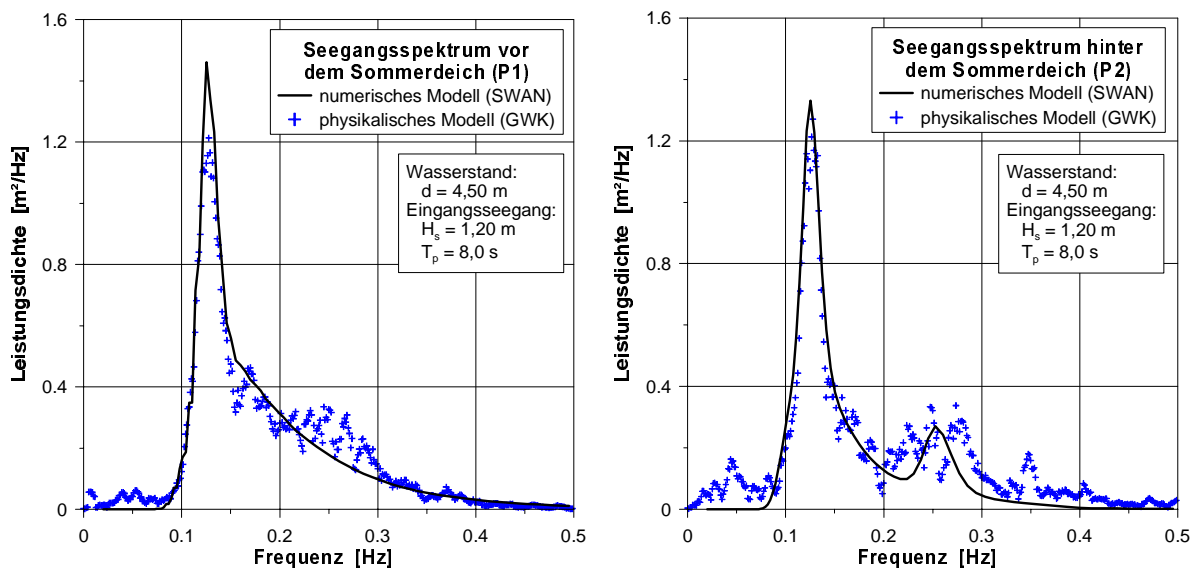 1.6
1.2
0.8
0.4
0
Leistungsdichte [m²/Hz]
Seegangsspektrum vor
dem Sommerdeich (P1)
numerisches Modell (SWAN)
physikalisches Modell (GWK)
Wasserstand:
d = 4,50 m
Eingangsseegang:
Hₛ = 1,20 m
Tₚ = 8,0 s
0 0.1 0.2 0.3 0.4 0.5
Frequenz [Hz]
1.6
1.2
0.8
0.4
0
Leistungsdichte [m²/Hz]
Seegangsspektrum hinter
dem Sommerdeich (P2)
numerisches Modell (SWAN)
physikalisches Modell (GWK)
Wasserstand:
d = 4,50 m
Eingangsseegang:
Hₛ = 1,20 m
Tₚ = 8,0 s
0 0.1 0.2 0.3 0.4 0.5
Frequenz [Hz]